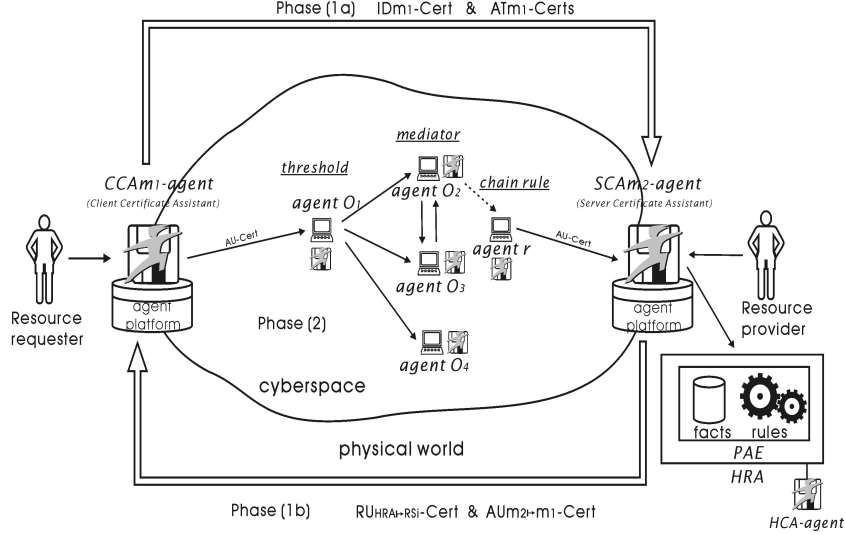 Phase (1a) IDm1-Cert & ATm1-Certs
mediator
threshold
CCAm1-agent
(Client Certificate Assistant)
agent O1
agent O2
chain rule
SCAm2-agent
(Server Certificate Assistant)
AU-Cert
agent r
AU-Cert
agent O3
agent platform
agent platform
Resource requester
Resource provider
Phase (2)
agent O4
cyberspace
physical world
facts rules
PAE
HRA
HCA-agent
Phase (1b) RUHRA↦RSi-Cert & AUm2↦m1-Cert